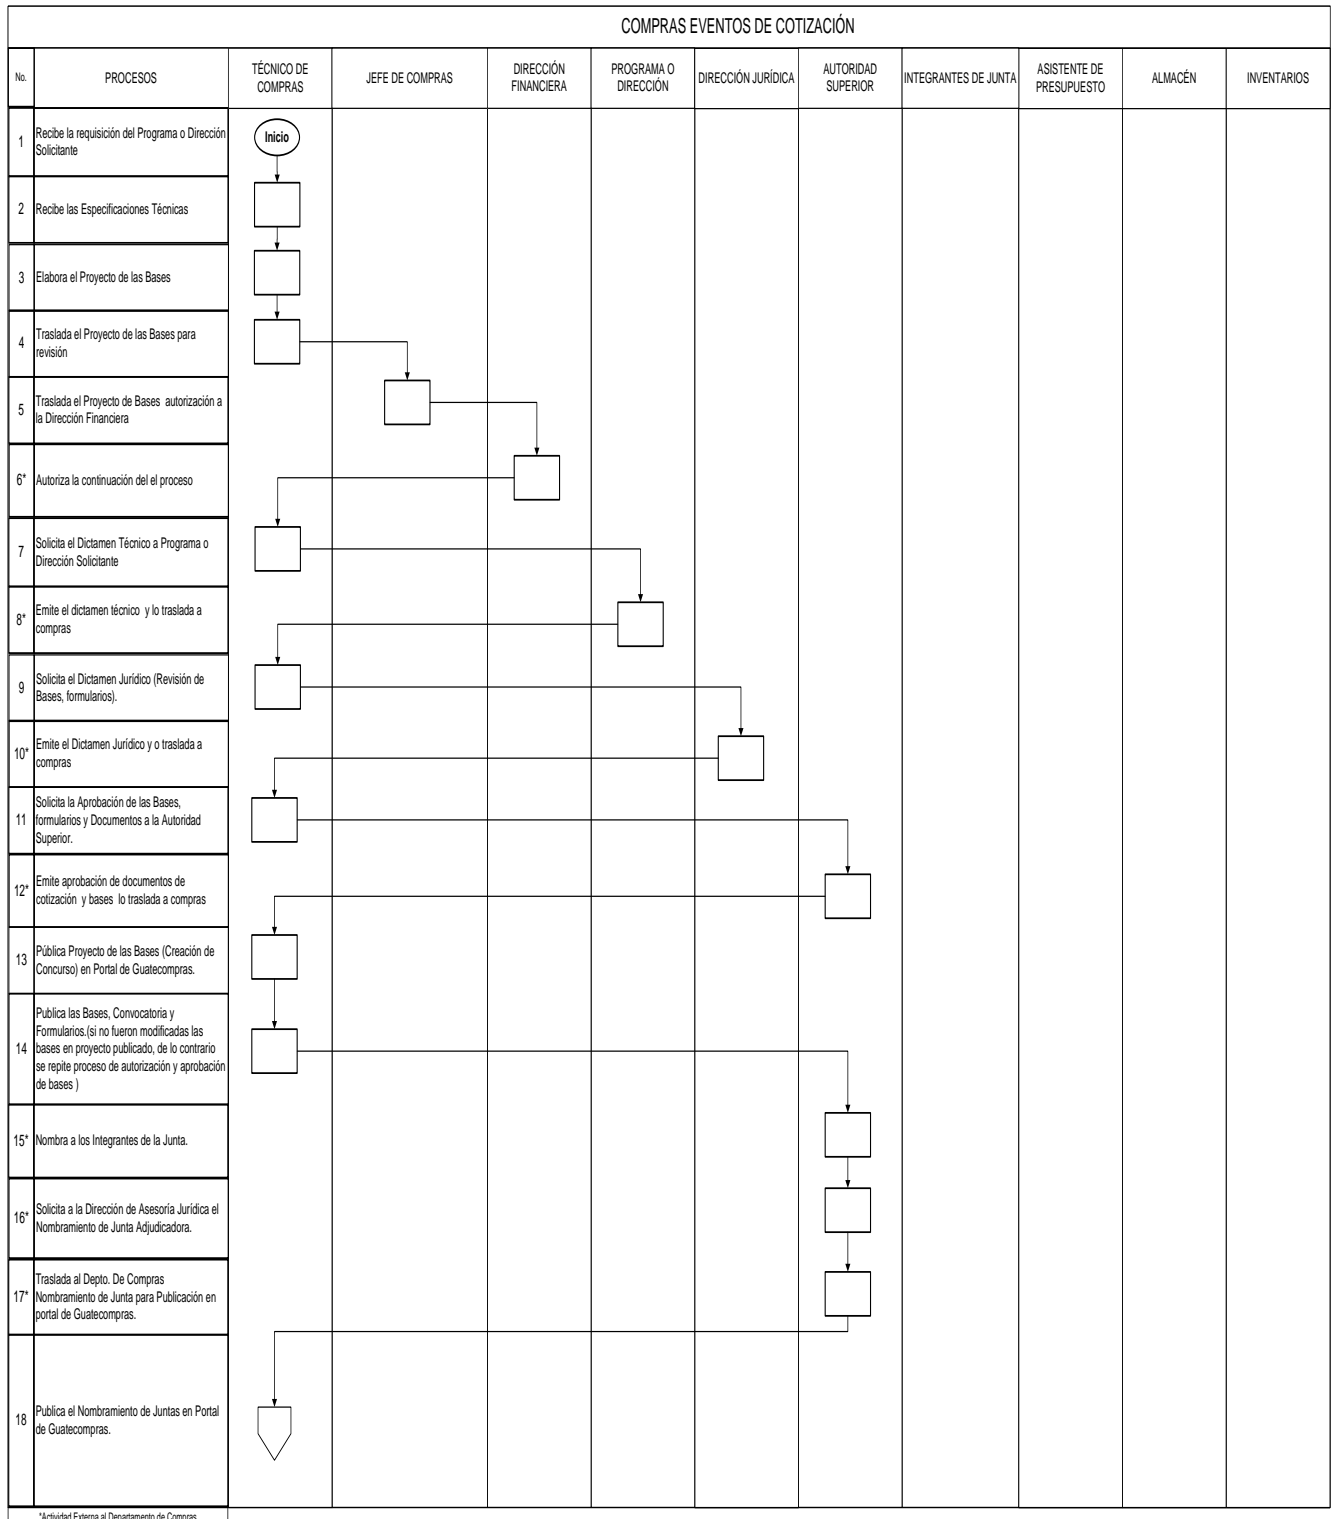 COMPRAS EVENTOS DE COTIZACIÓN
No.
PROCESOS
TÉCNICO DE
COMPRAS
JEFE DE COMPRAS
DIRECCIÓN
FINANCIERA
PROGRAMA O
DIRECCIÓN
DIRECCIÓN JURÍDICA
AUTORIDAD
SUPERIOR
INTEGRANTES DE JUNTA
ASISTENTE DE
PRESUPUESTO
ALMACÉN
INVENTARIOS
1
Recibe la requisición del Programa o Dirección
Solicitante
Inicio
2
Recibe las Especificaciones Técnicas
3
Elabora el Proyecto de las Bases
4
Traslada el Proyecto de las Bases para
revisión
5
Traslada el Proyecto de Bases autorización a
la Dirección Financiera
6*
Autoriza la continuación del el proceso
7
Solicita el Dictamen Técnico a Programa o
Dirección Solicitante
8*
Emite el dictamen técnico y lo traslada a
compras
9
Solicita el Dictamen Jurídico (Revisión de
Bases, formularios).
10*
Emite el Dictamen Jurídico y o traslada a
compras
11
Solicita la Aprobación de las Bases,
formularios y Documentos a la Autoridad
Superior.
12*
Emite aprobación de documentos de
cotización y bases lo traslada a compras
13
Pública Proyecto de las Bases (Creación de
Concurso) en Portal de Guatecompras.
14
Publica las Bases, Convocatoria y
Formularios.(si no fueron modificadas las
bases en proyecto publicado, de lo contrario
se repite proceso de autorización y aprobación
de bases )
15*
Nombra a los Integrantes de la Junta.
16*
Solicita a la Dirección de Asesoría Jurídica el
Nombramiento de Junta Adjudicadora.
17*
Traslada al Depto. De Compras
Nombramiento de Junta para Publicación en
portal de Guatecompras.
18
Publica el Nombramiento de Juntas en Portal
de Guatecompras.
*Actividad Externa al Departamento de Compras